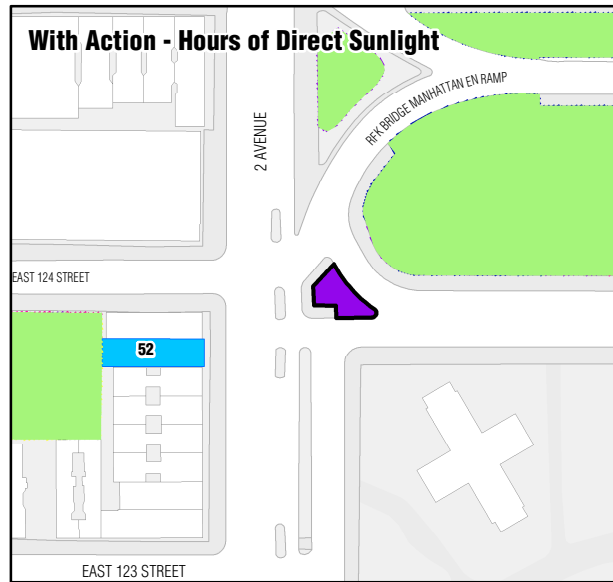 With Action - Hours of Direct Sunlight
RFK BRIDGE MANHATTAN EN RAMP
2 AVENUE
EAST 124 STREET
52
EAST 123 STREET